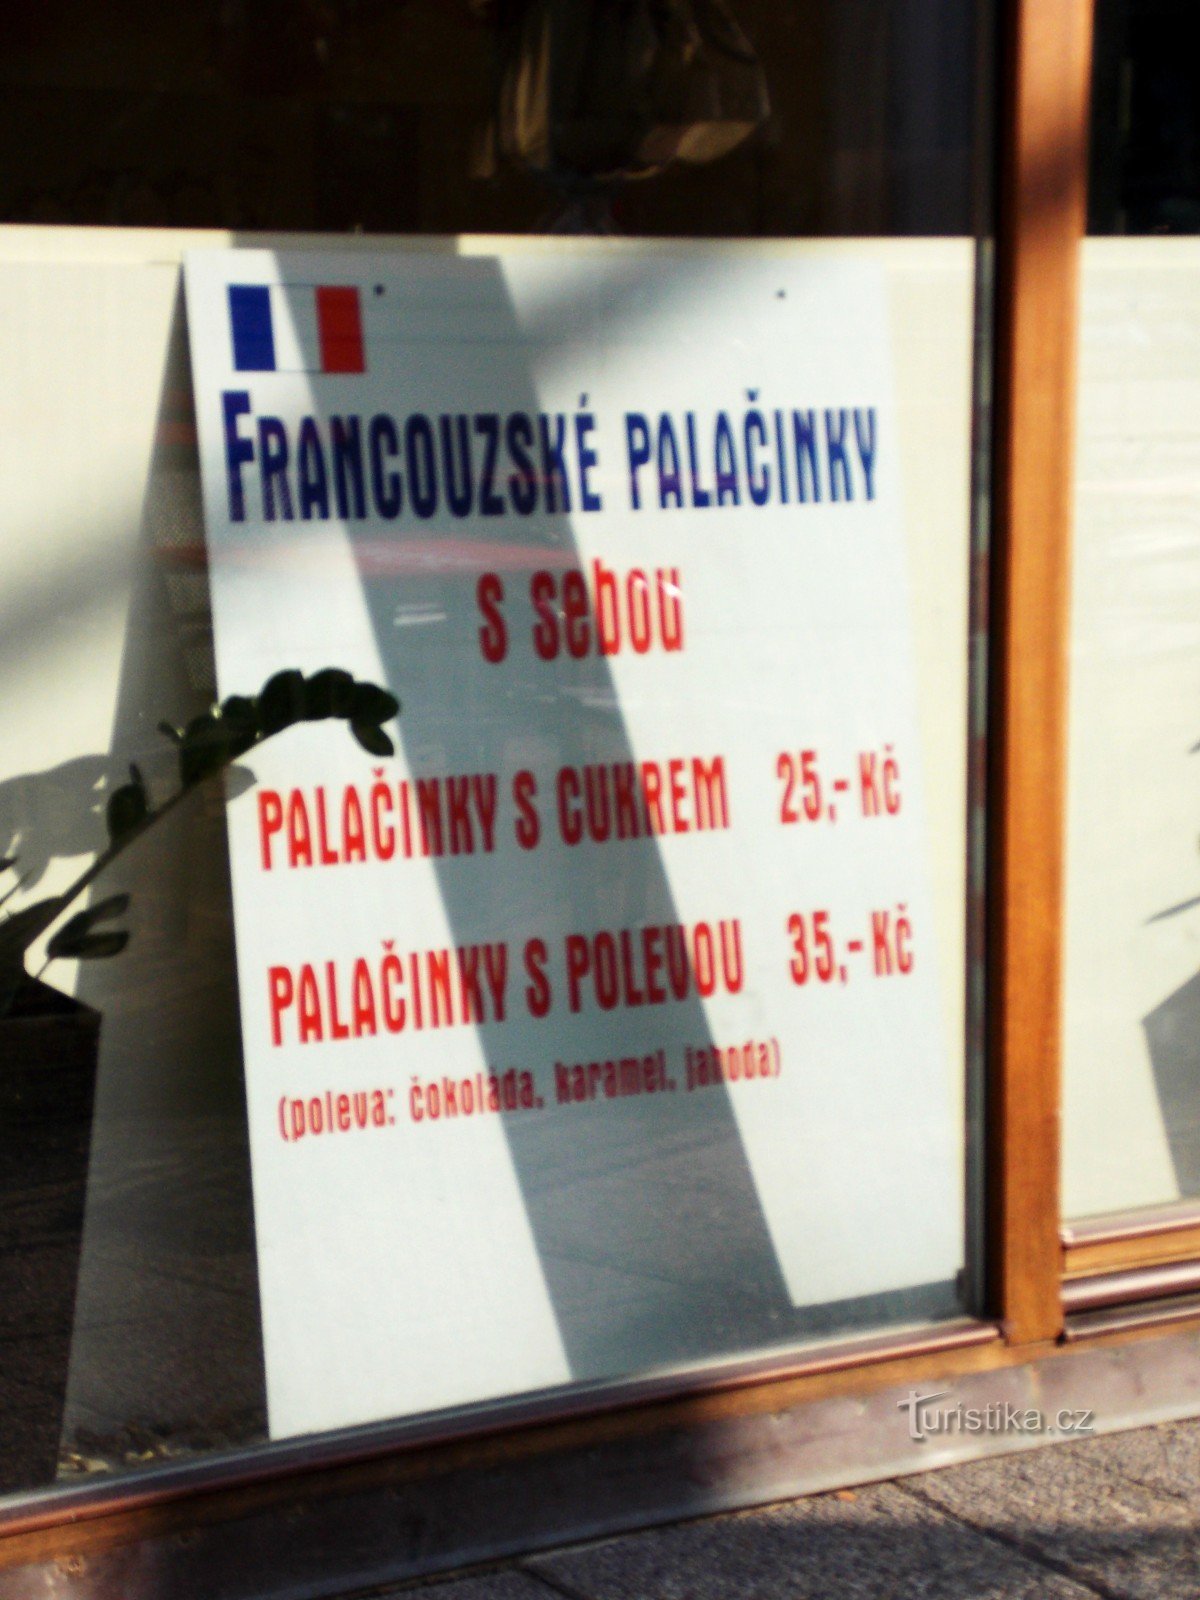 FRANCOUZSKÉ PALAČINKY
s sebou
PALAČINKY S CUKREM 25,- Kč
PALAČINKY S POLEVOU 35,- Kč
(poleva: čokoláda, karamel, jahoda)
Turistika.cz